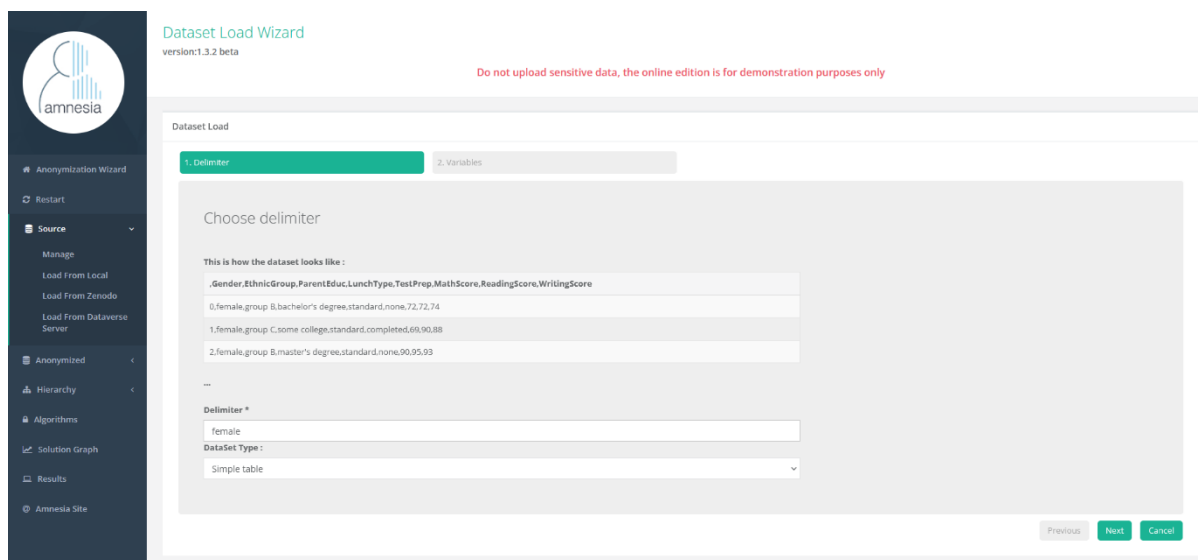 amnesia
Anonymization Wizard
Restart
Source
Manage
Load From Local
Load From Zenodo
Load From Dataverse
Server
Anonymized
Hierarchy
Algorithms
Solution Graph
Results
@ Amnesia Site
Dataset Load Wizard
version:1.3.2 beta
Do not upload sensitive data, the online edition is for demonstration purposes only
Dataset Load
1. Delimiter
2. Variables
Choose delimiter
This is how the dataset looks like :
,Gender,EthnicGroup,ParentEduc,LunchType,TestPrep,MathScore,ReadingScore,WritingScore
0,female,group B,bachelor's degree,standard,none,72,72,74
1,female,group C,some college,standard,completed,69,90,88
2,female,group B,master's degree,standard,none,90,95,93
...
Delimiter *
female
DataSet Type :
Simple table
Previous Next Cancel